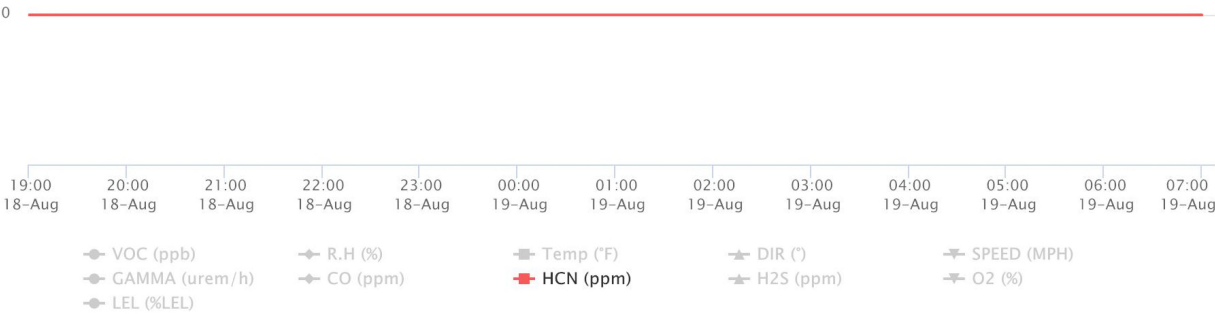 0
19:00 20:00 21:00 22:00 23:00 00:00 01:00 02:00 03:00 04:00 05:00 06:00 07:00
18-Aug 18-Aug 18-Aug 18-Aug 18-Aug 19-Aug 19-Aug 19-Aug 19-Aug 19-Aug 19-Aug 19-Aug 19-Aug
VOC (ppb) R.H (%) Temp (°F) DIR (°) SPEED (MPH)
GAMMA (urem/h) CO (ppm) HCN (ppm) H2S (ppm) O2 (%)
LEL (%LEL)